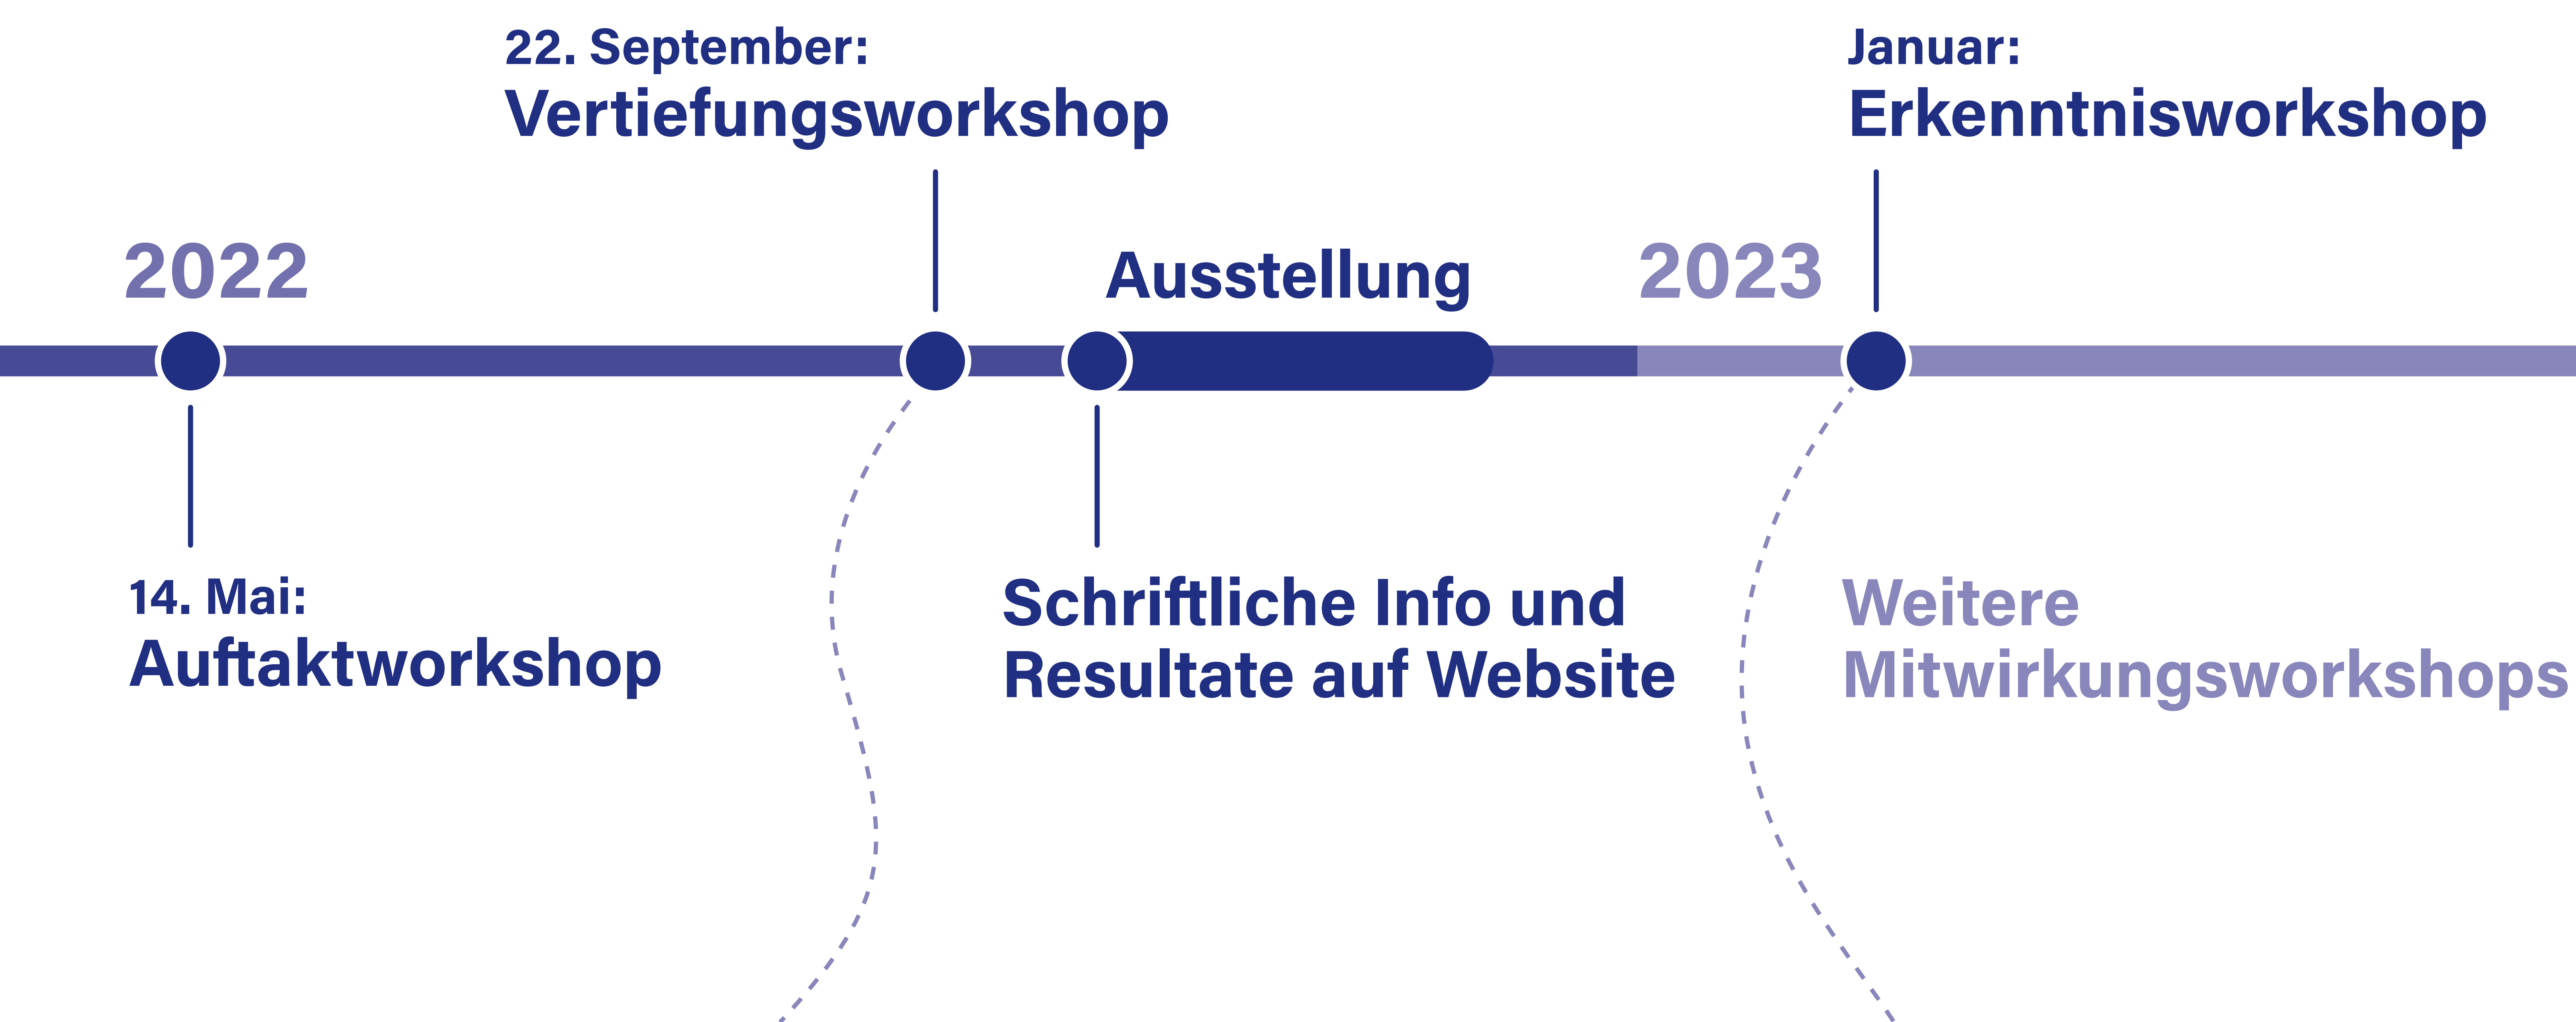 22. September:
Vertiefungsworkshop
Januar:
Erkenntnisworkshop
2022
Ausstellung
2023
14. Mai:
Auftaktworkshop
Schriftliche Info und
Resultate auf Website
Weitere
Mitwirkungsworkshops